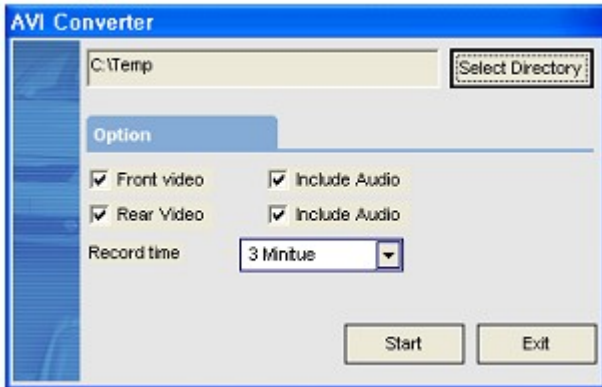 AVI Converter
C:\Temp
Select Directory
Option
Front video
Include Audio
Rear Video
Include Audio
Record time
3 Minitue
Start
Exit